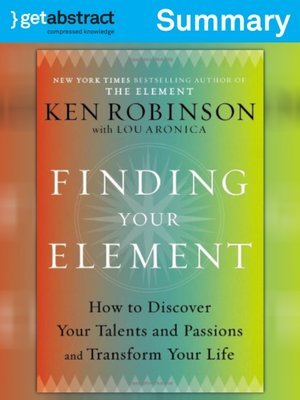 getabstract
compressed knowledge
Summary
NEW YORK TIMES BESTSELLING AUTHOR OF
THE ELEMENT
KEN ROBINSON
with LOU ARONICA
FINDING
YOUR
ELEMENT
How to Discover
Your Talents and Passions
and Transform Your Life